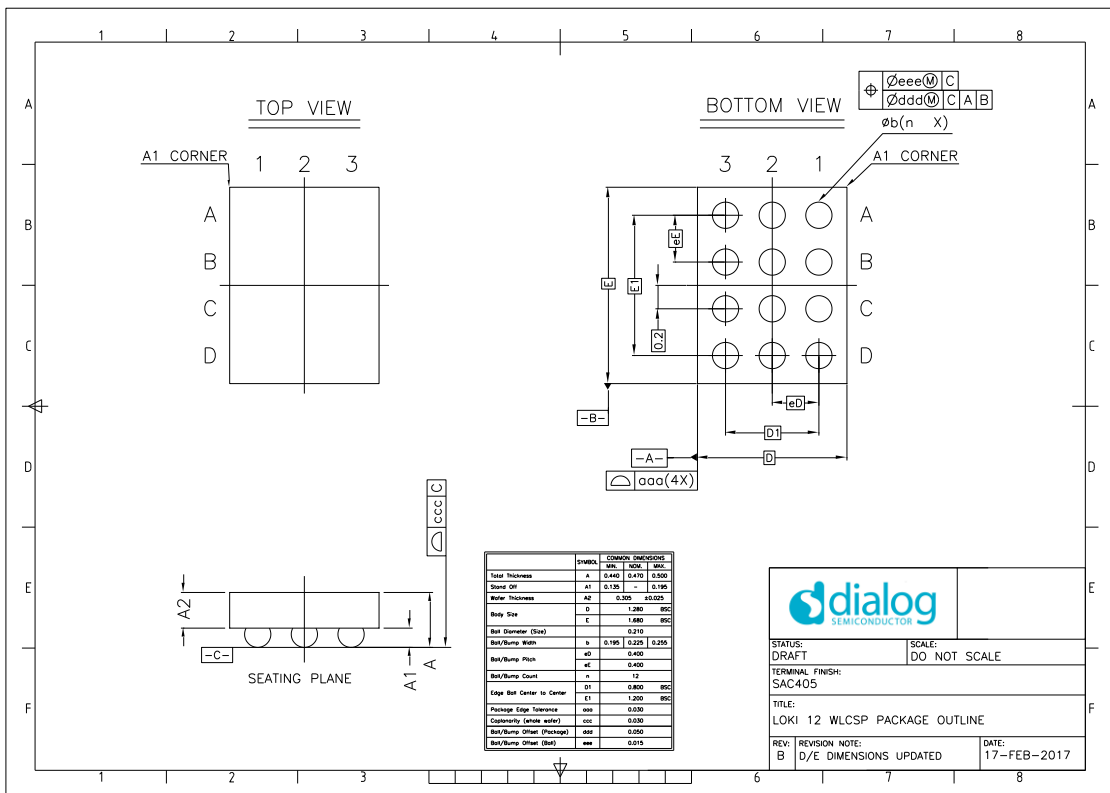 1 2 3 4 5 6 7 8
A A
B B
C C
D D
E E
F F
TOP VIEW
A1 CORNER
1 2 3
A
B
C
D
BOTTOM VIEW
Øeee Ⓜ C
Øddd Ⓜ C A B
øb(n X)
A1 CORNER
3 2 1
A
B
C
D
eE
E1
E
0.2
eD
D1
D
-B-
-A-
aaa(4X)
ccc C
A2
A1
A
-C-
SEATING PLANE
SYMBOL COMMON DIMENSIONS
MIN. NOM. MAX.
Total Thickness A 0.440 0.470 0.500
Stand Off A1 0.135 - 0.195
Wafer Thickness A2 0.305 ±0.025
Body Size D 1.280 BSC
E 1.680 BSC
Ball Diameter (Size) 0.210
Ball/Bump Width b 0.195 0.225 0.255
Ball/Bump Pitch eD 0.400
eE 0.400
Ball/Bump Count n 12
Edge Ball Center to Center D1 0.800 BSC
E1 1.200 BSC
Package Edge Tolerance aaa 0.030
Coplanarity (whole wafer) ccc 0.030
Ball/Bump Offset (Package) ddd 0.050
Ball/Bump Offset (Ball) eee 0.015
dialog
SEMICONDUCTOR
STATUS:
DRAFT
SCALE:
DO NOT SCALE
TERMINAL FINISH:
SAC405
TITLE:
LOKI 12 WLCSP PACKAGE OUTLINE
REV:
B
REVISION NOTE:
D/E DIMENSIONS UPDATED
DATE:
17-FEB-2017
1 2 3 4 5 6 7 8